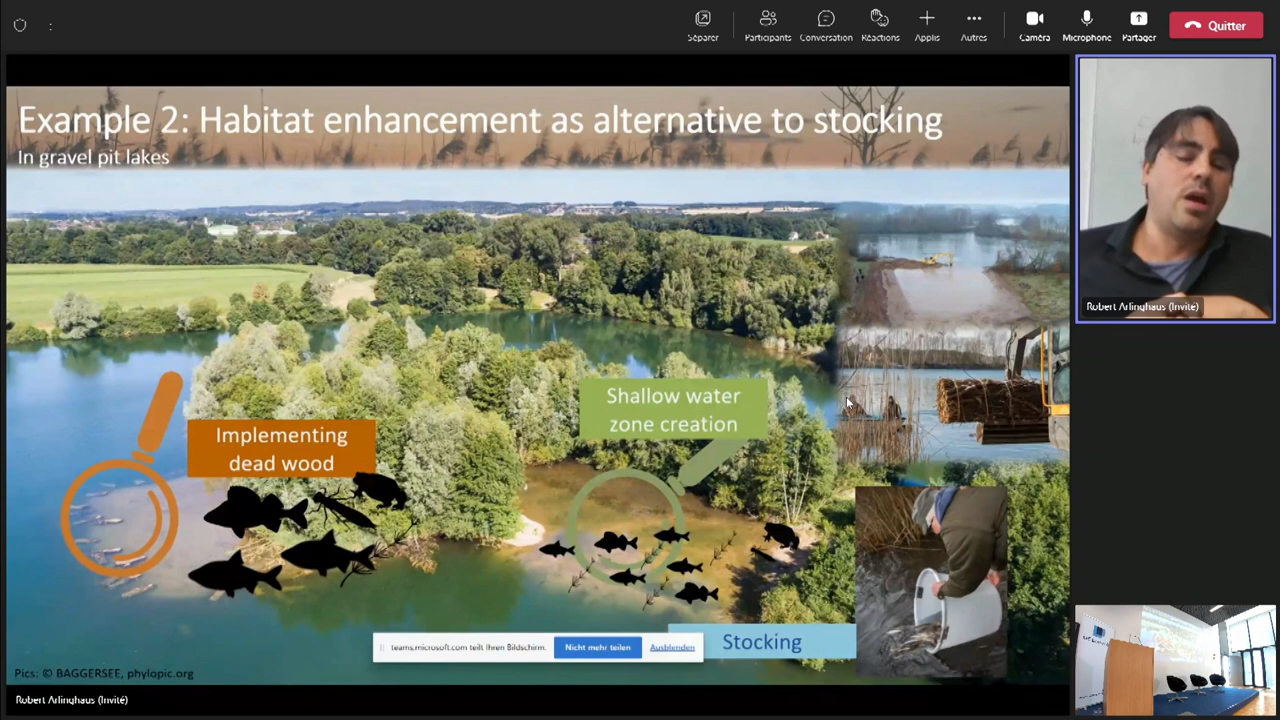 Séparer
Participants
Conversation
Réactions
Applis
Autres
Caméra
Microphone
Partager
Quitter
Example 2: Habitat enhancement as alternative to stocking
In gravel pit lakes
Robert Arlinghaus (Invité)
Shallow water
zone creation
Implementing
dead wood
Stocking
teams.microsoft.com teilt Ihren Bildschirm.
Nicht mehr teilen
Ausblenden
Pics: © BAGGERSEE, phylopic.org
Robert Arlinghaus (Invité)